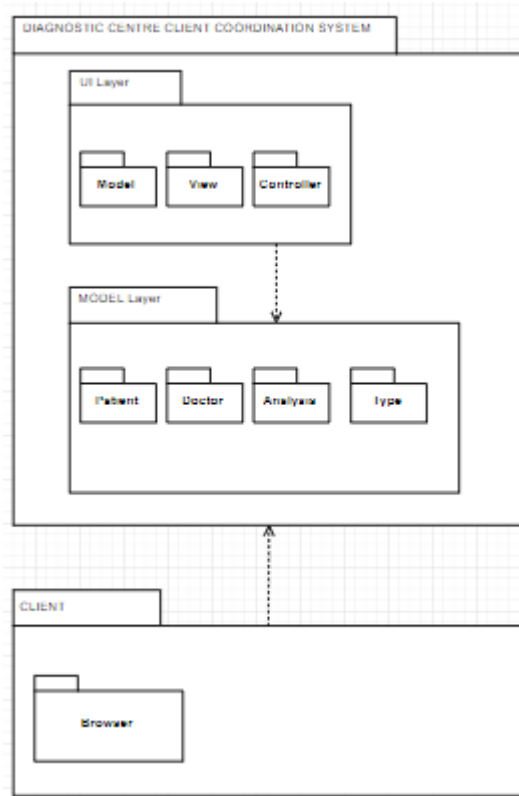 DIAGNOSTIC CENTRE CLIENT COORDINATION SYSTEM
UI Layer
Model
View
Controller
MODEL Layer
Patient
Doctor
Analysis
Type
CLIENT
Browser